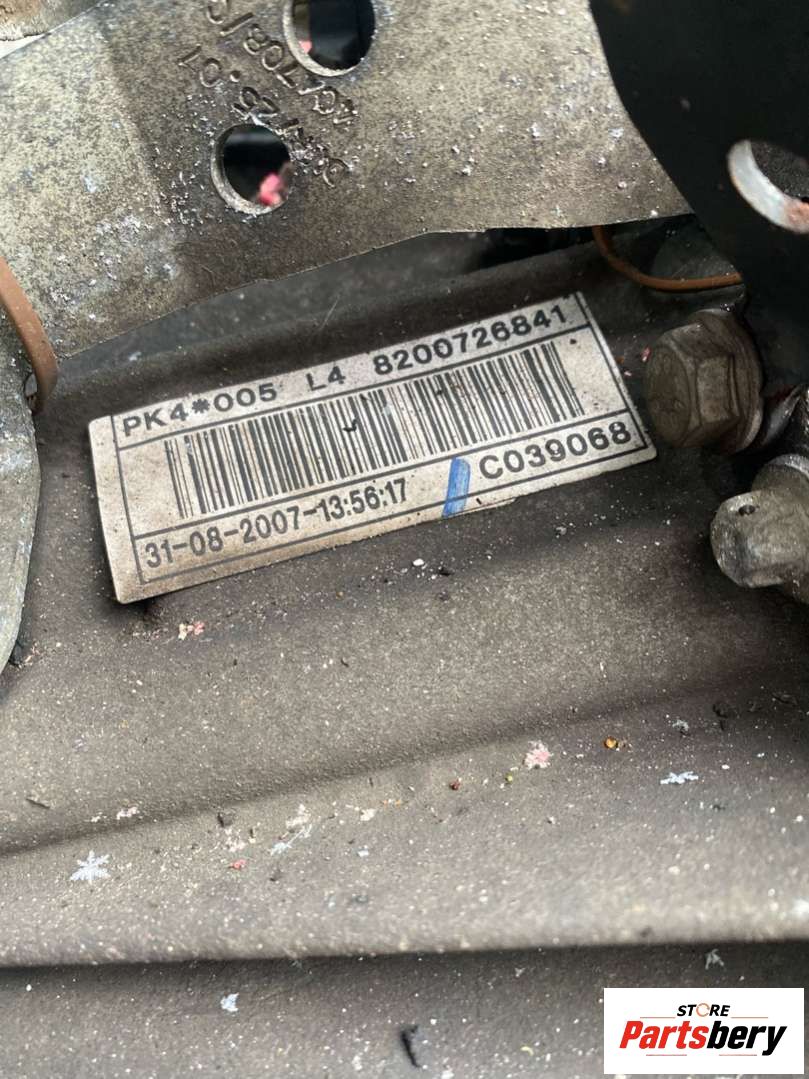 PK4*005 L4 8200726841
31-08-2007-13:56:17 C039068
STORE
Partsbery